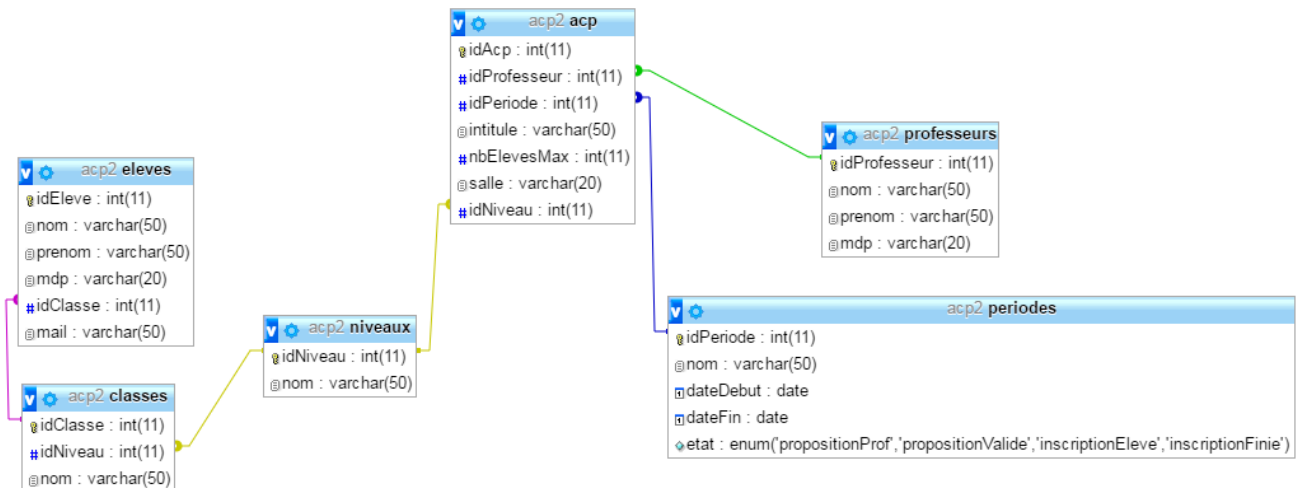 acp2 acp
idAcp : int(11)
idProfesseur : int(11)
idPeriode : int(11)
intitule : varchar(50)
nbElevesMax : int(11)
salle : varchar(20)
idNiveau : int(11)
acp2 professeurs
idProfesseur : int(11)
nom : varchar(50)
prenom : varchar(50)
mdp : varchar(20)
acp2 eleves
idEleve : int(11)
nom : varchar(50)
prenom : varchar(50)
mdp : varchar(20)
idClasse : int(11)
mail : varchar(50)
acp2 niveaux
idNiveau : int(11)
nom : varchar(50)
acp2 periodes
idPeriode : int(11)
nom : varchar(50)
dateDebut : date
dateFin : date
etat : enum('propositionProf','propositionValide','inscriptionEleve','inscriptionFinie')
acp2 classes
idClasse : int(11)
idNiveau : int(11)
nom : varchar(50)